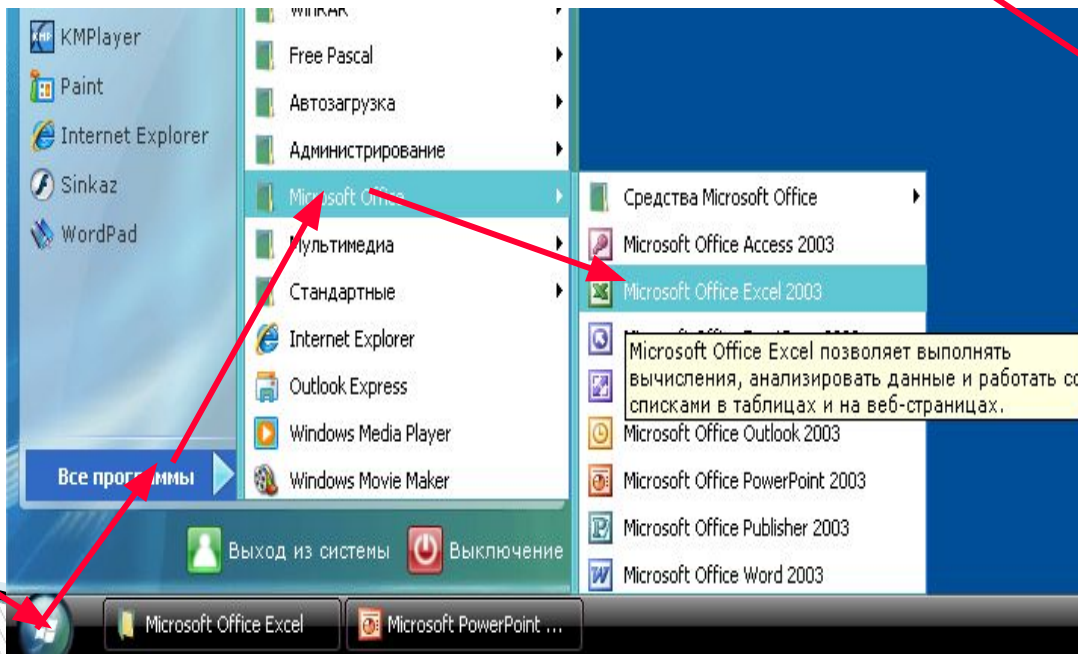 KMPlayer
Paint
Internet Explorer
Sinkaz
WordPad
Все программы
WinRAR
Free Pascal
Автозагрузка
Администрирование
Microsoft Office
Мультимедиа
Стандартные
Internet Explorer
Outlook Express
Windows Media Player
Windows Movie Maker
Средства Microsoft Office
Microsoft Office Access 2003
Microsoft Office Excel 2003
Microsoft Office Excel позволяет выполнять
вычисления, анализировать данные и работать со
списками в таблицах и на веб-страницах.
Microsoft Office Outlook 2003
Microsoft Office PowerPoint 2003
Microsoft Office Publisher 2003
Microsoft Office Word 2003
Выход из системы
Выключение
Microsoft Office Excel
Microsoft PowerPoint ...